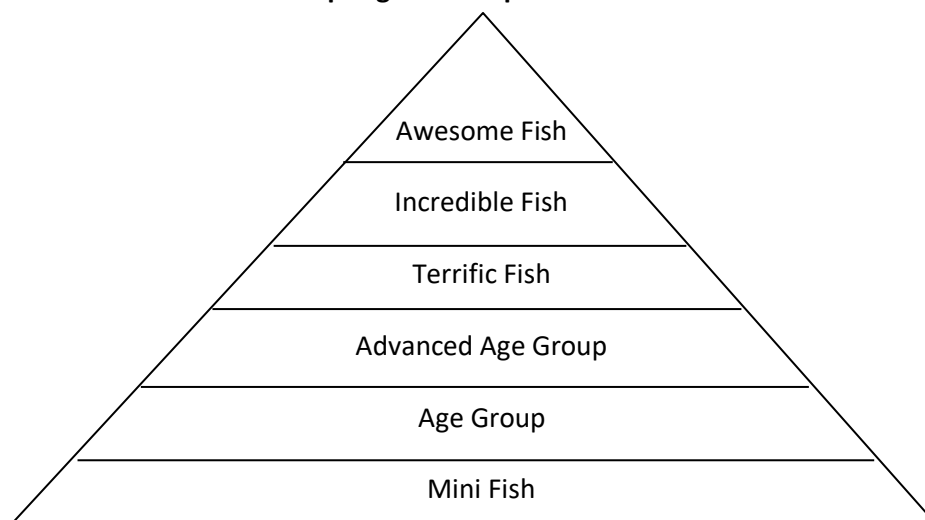 Awesome Fish
Incredible Fish
Terrific Fish
Advanced Age Group
Age Group
Mini Fish